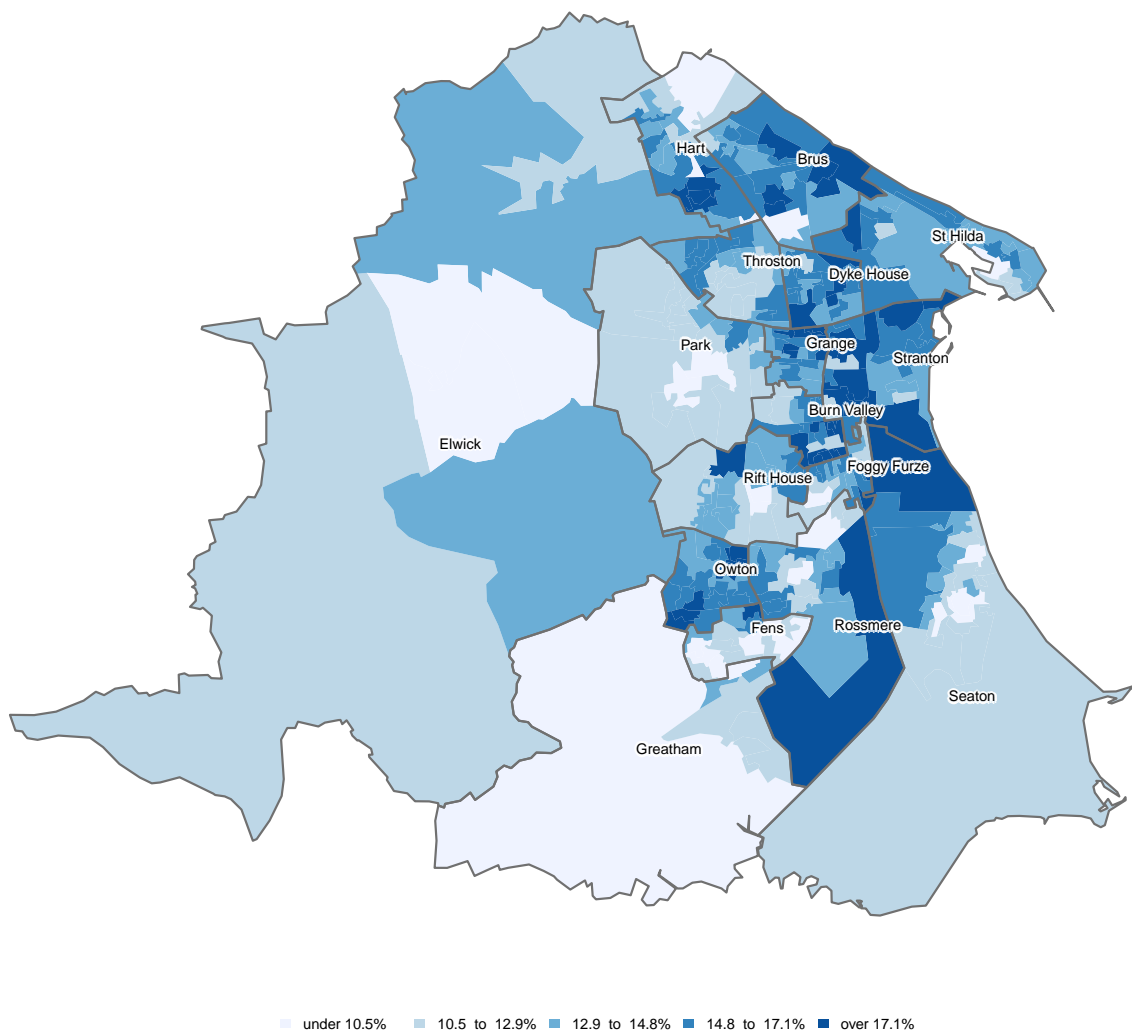 Hart
Brus
St Hilda
Throston
Dyke House
Park
Grange
Stranton
Burn Valley
Elwick
Foggy Furze
Rift House
Owton
Fens
Rossmere
Seaton
Greatham
under 10.5% 10.5 to 12.9% 12.9 to 14.8% 14.8 to 17.1% over 17.1%